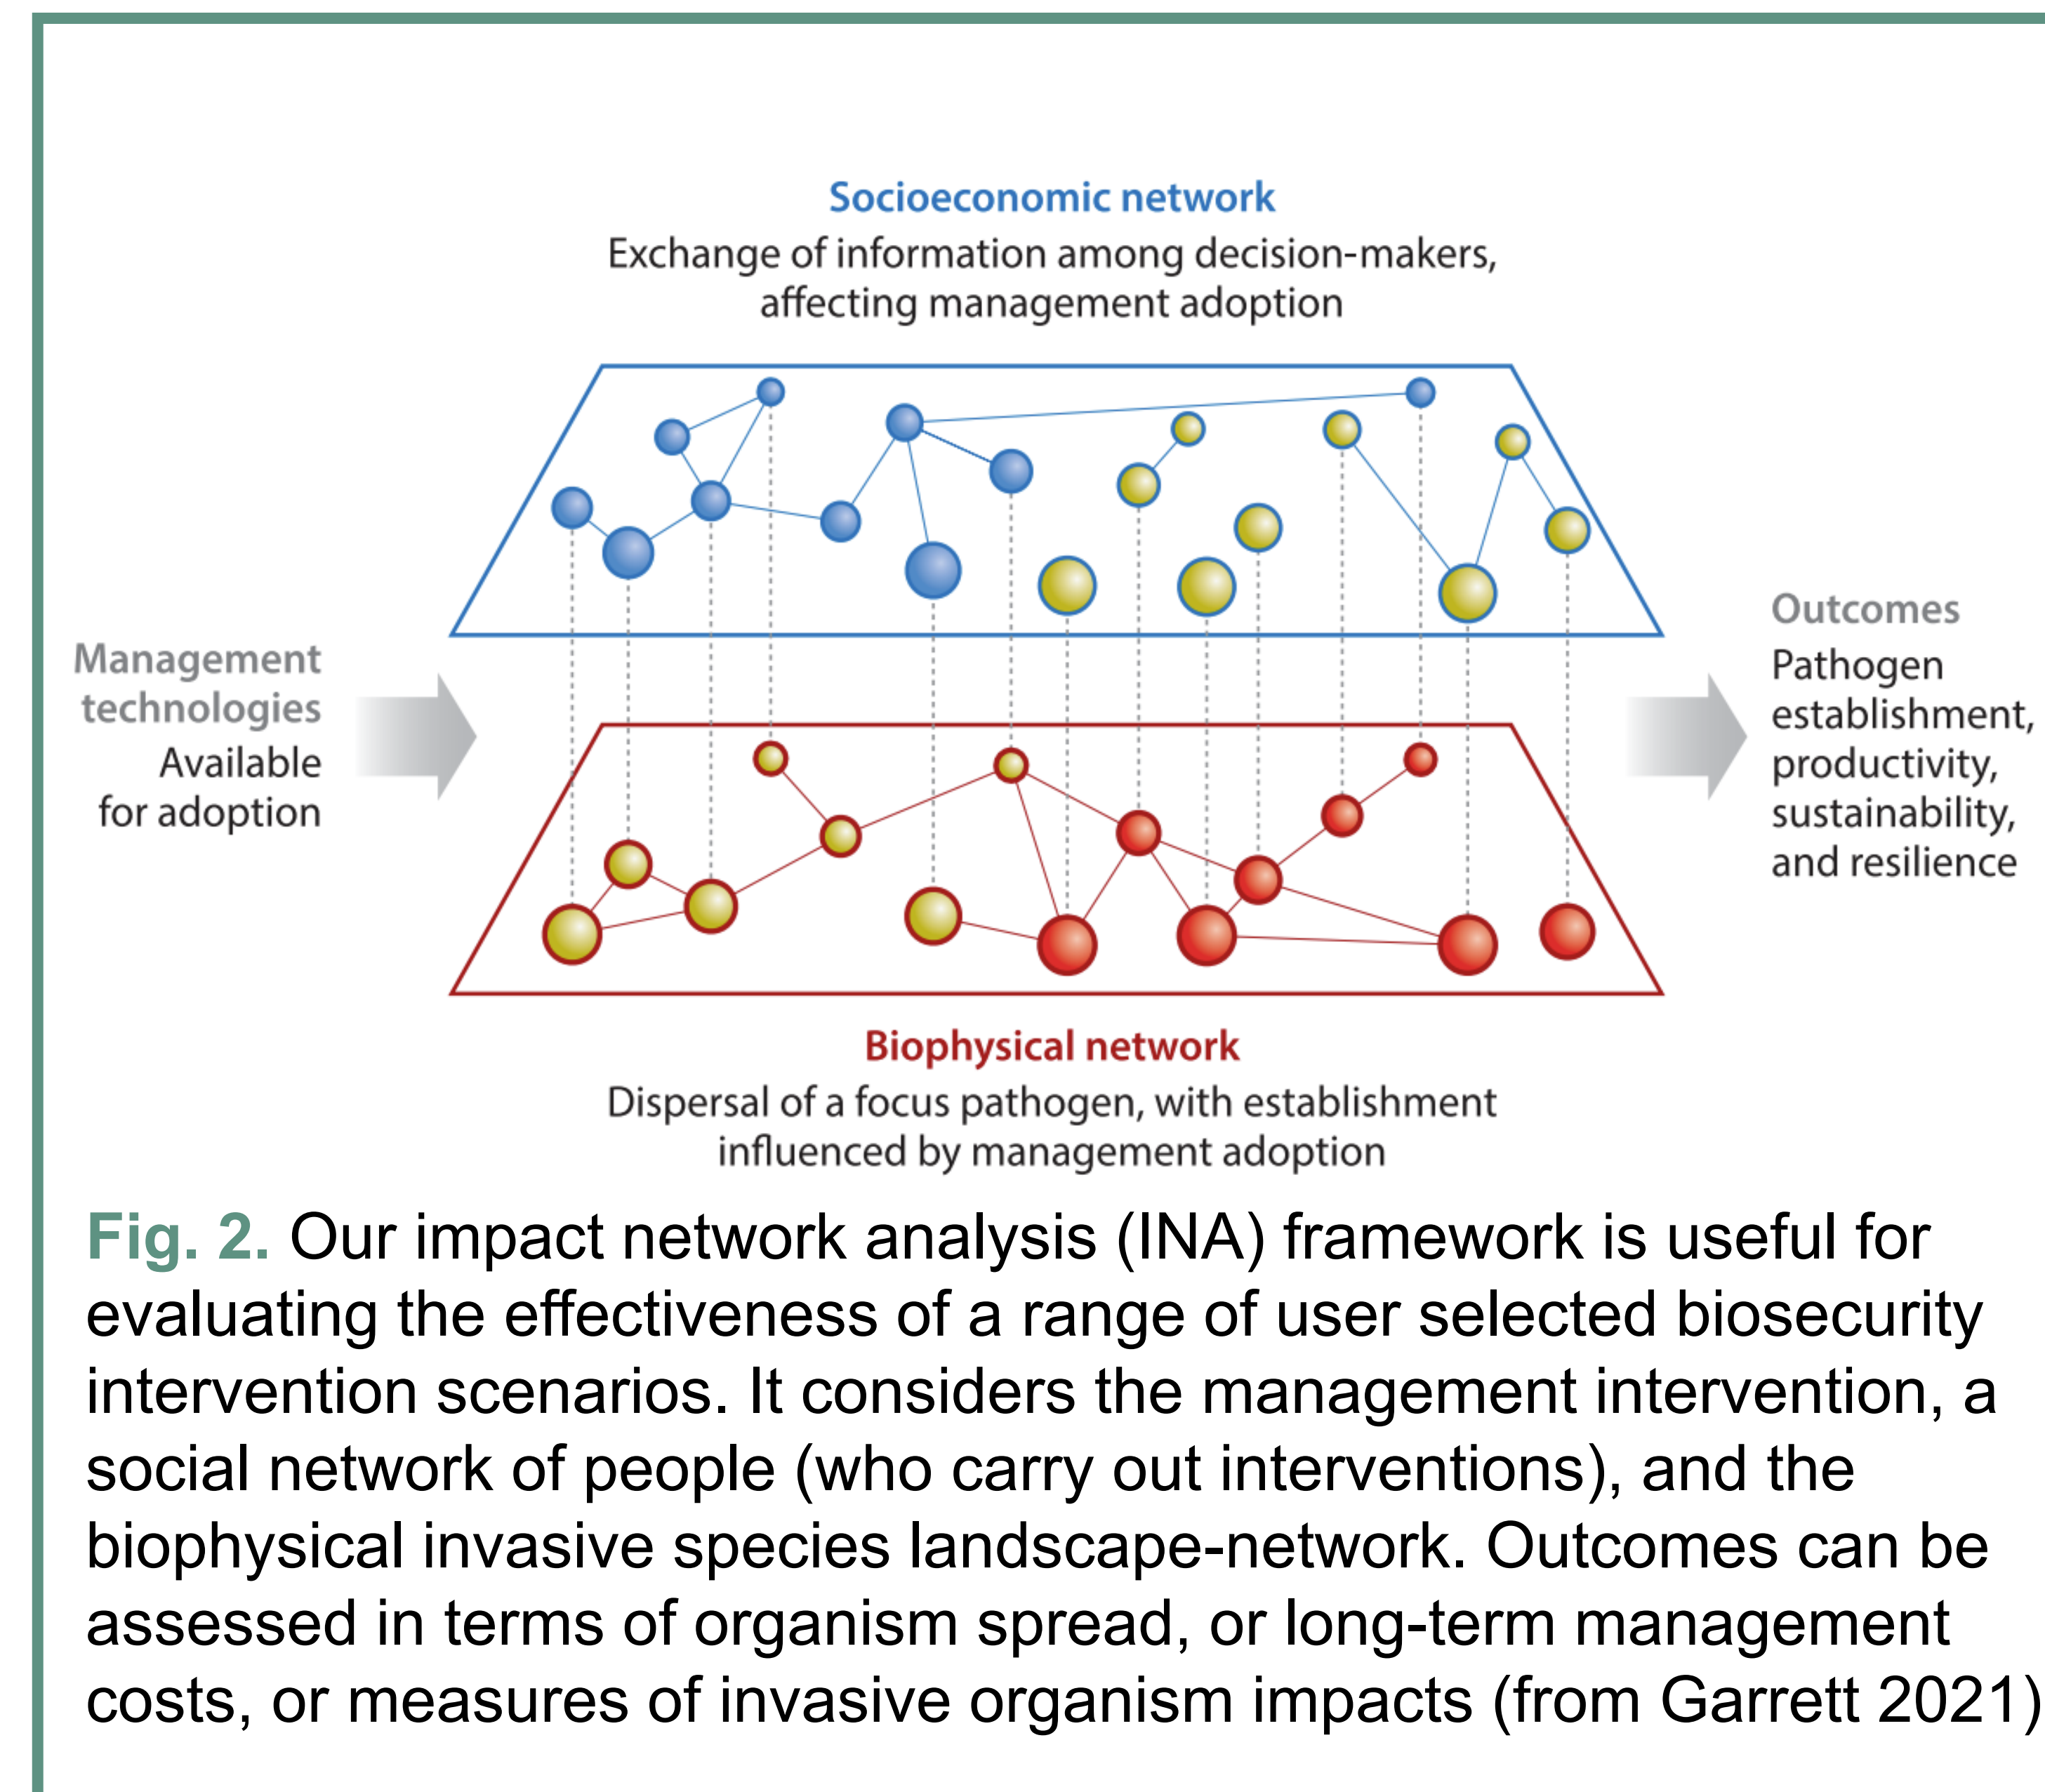 Socioeconomic network
Exchange of information among decision-makers,
affecting management adoption
Management
technologies
Available
for adoption
Outcomes
Pathogen
establishment,
productivity,
sustainability,
and resilience
Biophysical network
Dispersal of a focus pathogen, with establishment
influenced by management adoption
Fig. 2. Our impact network analysis (INA) framework is useful for
evaluating the effectiveness of a range of user selected biosecurity
intervention scenarios. It considers the management intervention, a
social network of people (who carry out interventions), and the
biophysical invasive species landscape-network. Outcomes can be
assessed in terms of organism spread, or long-term management
costs, or measures of invasive organism impacts (from Garrett 2021)